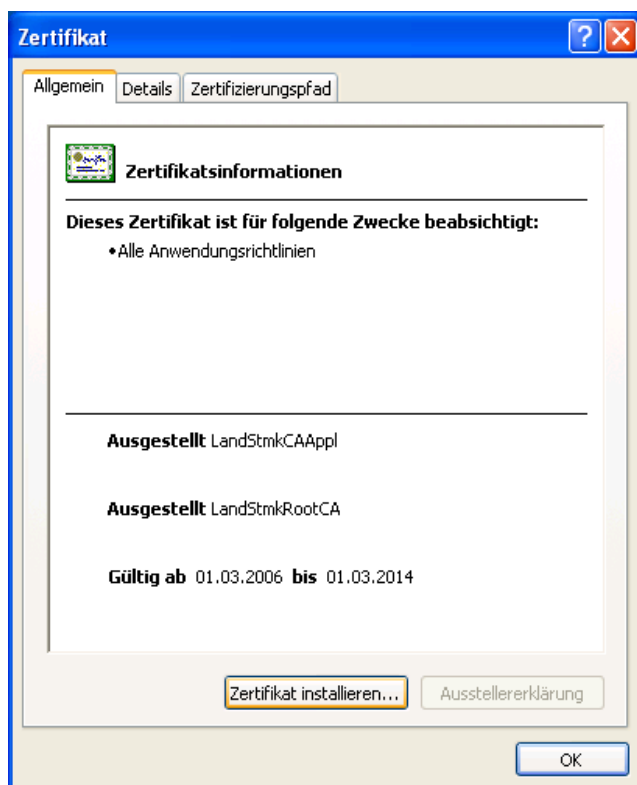 Zertifikat
Allgemein Details Zertifizierungspfad
Zertifikatsinformationen
Dieses Zertifikat ist für folgende Zwecke beabsichtigt:
•Alle Anwendungsrichtlinien
Ausgestellt LandStmkCAAppl
Ausgestellt LandStmkRootCA
Gültig ab 01.03.2006 bis 01.03.2014
Zertifikat installieren... Ausstellererklärung
OK